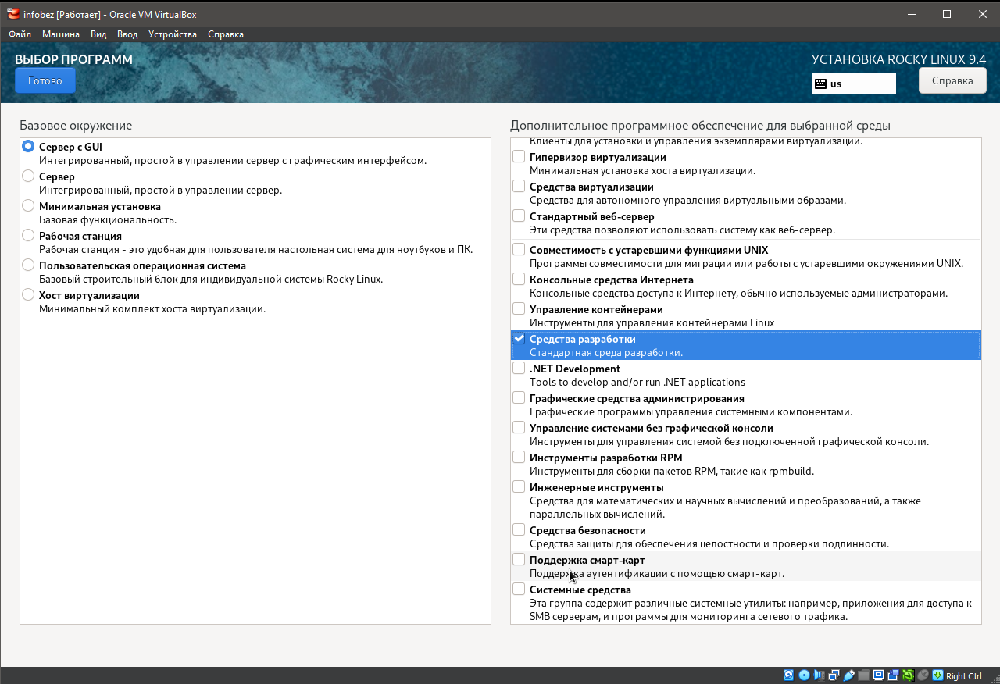 infobez [Работает] - Oracle VM VirtualBox
Файл Машина Вид Ввод Устройства Справка
ВЫБОР ПРОГРАММ
Готово
УСТАНОВКА ROCKY LINUX 9.4
us
Справка
Базовое окружение
Сервер с GUI
Интегрированный, простой в управлении сервер с графическим интерфейсом.
Сервер
Интегрированный, простой в управлении сервер.
Минимальная установка
Базовая функциональность.
Рабочая станция
Рабочая станция - это удобная для пользователя настольная система для ноутбуков и ПК.
Пользовательская операционная система
Базовый строительный блок для индивидуальной системы Rocky Linux.
Хост виртуализации
Минимальный комплект хоста виртуализации.
Дополнительное программное обеспечение для выбранной среды
Клиенты для установки и управления экземплярами виртуализации.
Гипервизор виртуализации
Минимальная установка хоста виртуализации.
Средства виртуализации
Средства для автономного управления виртуальными образами.
Стандартный веб-сервер
Эти средства позволяют использовать систему как веб-сервер.
Совместимость с устаревшими функциями UNIX
Программы совместимости для миграции или работы с устаревшими окружениями UNIX.
Консольные средства Интернета
Консольные средства доступа к Интернету, обычно используемые администраторами.
Управление контейнерами
Инструменты для управления контейнерами Linux
Средства разработки
Стандартная среда разработки.
.NET Development
Tools to develop and/or run .NET applications
Графические средства администрирования
Графические программы управления системными компонентами.
Управление системами без графической консоли
Инструменты для управления системой без подключенной графической консоли.
Инструменты разработки RPM
Инструменты для сборки пакетов RPM, такие как rpmbuild.
Инженерные инструменты
Средства для математических и научных вычислений и преобразований, а также
параллельных вычислений.
Средства безопасности
Средства защиты для обеспечения целостности и проверки подлинности.
Поддержка смарт-карт
Поддержка аутентификации с помощью смарт-карт.
Системные средства
Эта группа содержит различные системные утилиты: например, приложения для доступа к
SMB серверам, и программы для мониторинга сетевого трафика.
Right Ctrl